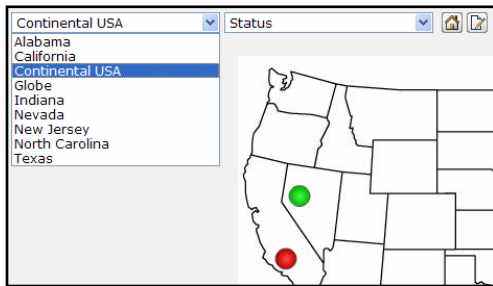 Continental USA
Status
Alabama
California
Continental USA
Globe
Indiana
Nevada
New Jersey
North Carolina
Texas